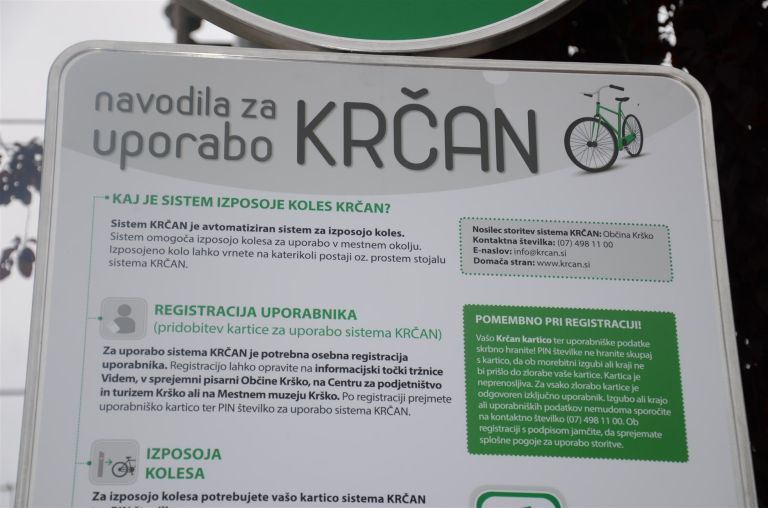 navodila za
uporabo KRČAN
KAJ JE SISTEM IZPOSOJE KOLES KRČAN?
Sistem KRČAN je avtomatiziran sistem za izposojo koles.
Sistem omogoča izposojo kolesa za uporabo v mestnem okolju.
Izposojeno kolo lahko vrnete na katerikoli postaji oz. prostem stojalu
sistema KRČAN.
Nosilec storitev sistema KRČAN: Občina Krško
Kontaktna številka: (07) 498 11 00
E-naslov: info@krcan.si
Domača stran: www.krcan.si
REGISTRACIJA UPORABNIKA
(pridobitev kartice za uporabo sistema KRČAN)
Za uporabo sistema KRČAN je potrebna osebna registracija
uporabnika. Registracijo lahko opravite na informacijski točki tržnice
Videm, v sprejemni pisarni Občine Krško, na Centru za podjetništvo
in turizem Krško ali na Mestnem muzeju Krško. Po registraciji prejmete
uporabniško kartico ter PIN številko za uporabo sistema KRČAN.
POMEMBNO PRI REGISTRACIJI!
Vašo Krčan kartico ter uporabniške podatke
skrbno hranite! PIN številke ne hranite skupaj
s kartico, da ob morebitni izgubi ali kraji ne
bi prišlo do zlorabe vaše kartice. Kartica je
neprenosljiva. Za vsako zlorabo kartice je
odgovoren izključno uporabnik. Izgubo ali krajo
ali uporabniških podatkov nemudoma sporočite
na kontaktno številko (07) 498 11 00. Ob
registraciji s podpisom jamčite, da sprejemate
splošne pogoje za uporabo storitve.
IZPOSOJA
KOLESA
Za izposojo kolesa potrebujete vašo kartico sistema KRČAN